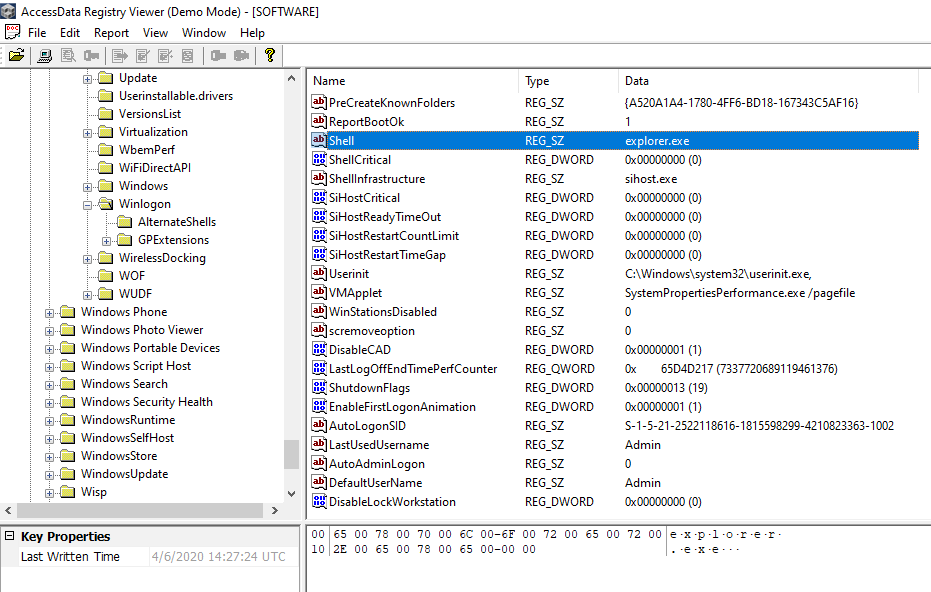 AccessData Registry Viewer (Demo Mode) - [SOFTWARE]
File Edit Report View Window Help
Update
Userinstallable.drivers
VersionsList
Virtualization
WbemPerf
WiFiDirectAPI
Windows
Winlogon
AlternateShells
GPExtensions
WirelessDocking
WOF
WUDF
Windows Phone
Windows Photo Viewer
Windows Portable Devices
Windows Script Host
Windows Search
Windows Security Health
WindowsRuntime
WindowsSelfHost
WindowsStore
WindowsUpdate
Wisp
Name Type Data
PreCreateKnownFolders REG_SZ {A520A1A4-1780-4FF6-BD18-167343C5AF16}
ReportBootOk REG_SZ 1
Shell REG_SZ explorer.exe
ShellCritical REG_DWORD 0x00000000 (0)
ShellInfrastructure REG_SZ sihost.exe
SiHostCritical REG_DWORD 0x00000000 (0)
SiHostReadyTimeOut REG_DWORD 0x00000000 (0)
SiHostRestartCountLimit REG_DWORD 0x00000000 (0)
SiHostRestartTimeGap REG_DWORD 0x00000000 (0)
Userinit REG_SZ C:\Windows\system32\userinit.exe,
VMApplet REG_SZ SystemPropertiesPerformance.exe /pagefile
WinStationsDisabled REG_SZ 0
scremoveoption REG_SZ 0
DisableCAD REG_DWORD 0x00000001 (1)
LastLogOffEndTimePerfCounter REG_QWORD 0x 65D4D217 (7337720689119461376)
ShutdownFlags REG_DWORD 0x00000013 (19)
EnableFirstLogonAnimation REG_DWORD 0x00000001 (1)
AutoLogonSID REG_SZ S-1-5-21-2522118616-1815598299-4210823363-1002
LastUsedUsername REG_SZ Admin
AutoAdminLogon REG_SZ 0
DefaultUserName REG_SZ Admin
DisableLockWorkstation REG_DWORD 0x00000000 (0)
Key Properties
Last Written Time 4/6/2020 14:27:24 UTC
00 65 00 78 00 70 00 6C 00-6F 00 72 00 65 00 72 00 e·x·p·l·o·r·e·r·
10 2E 00 65 00 78 00 65 00-00 00 .·e·x·e···